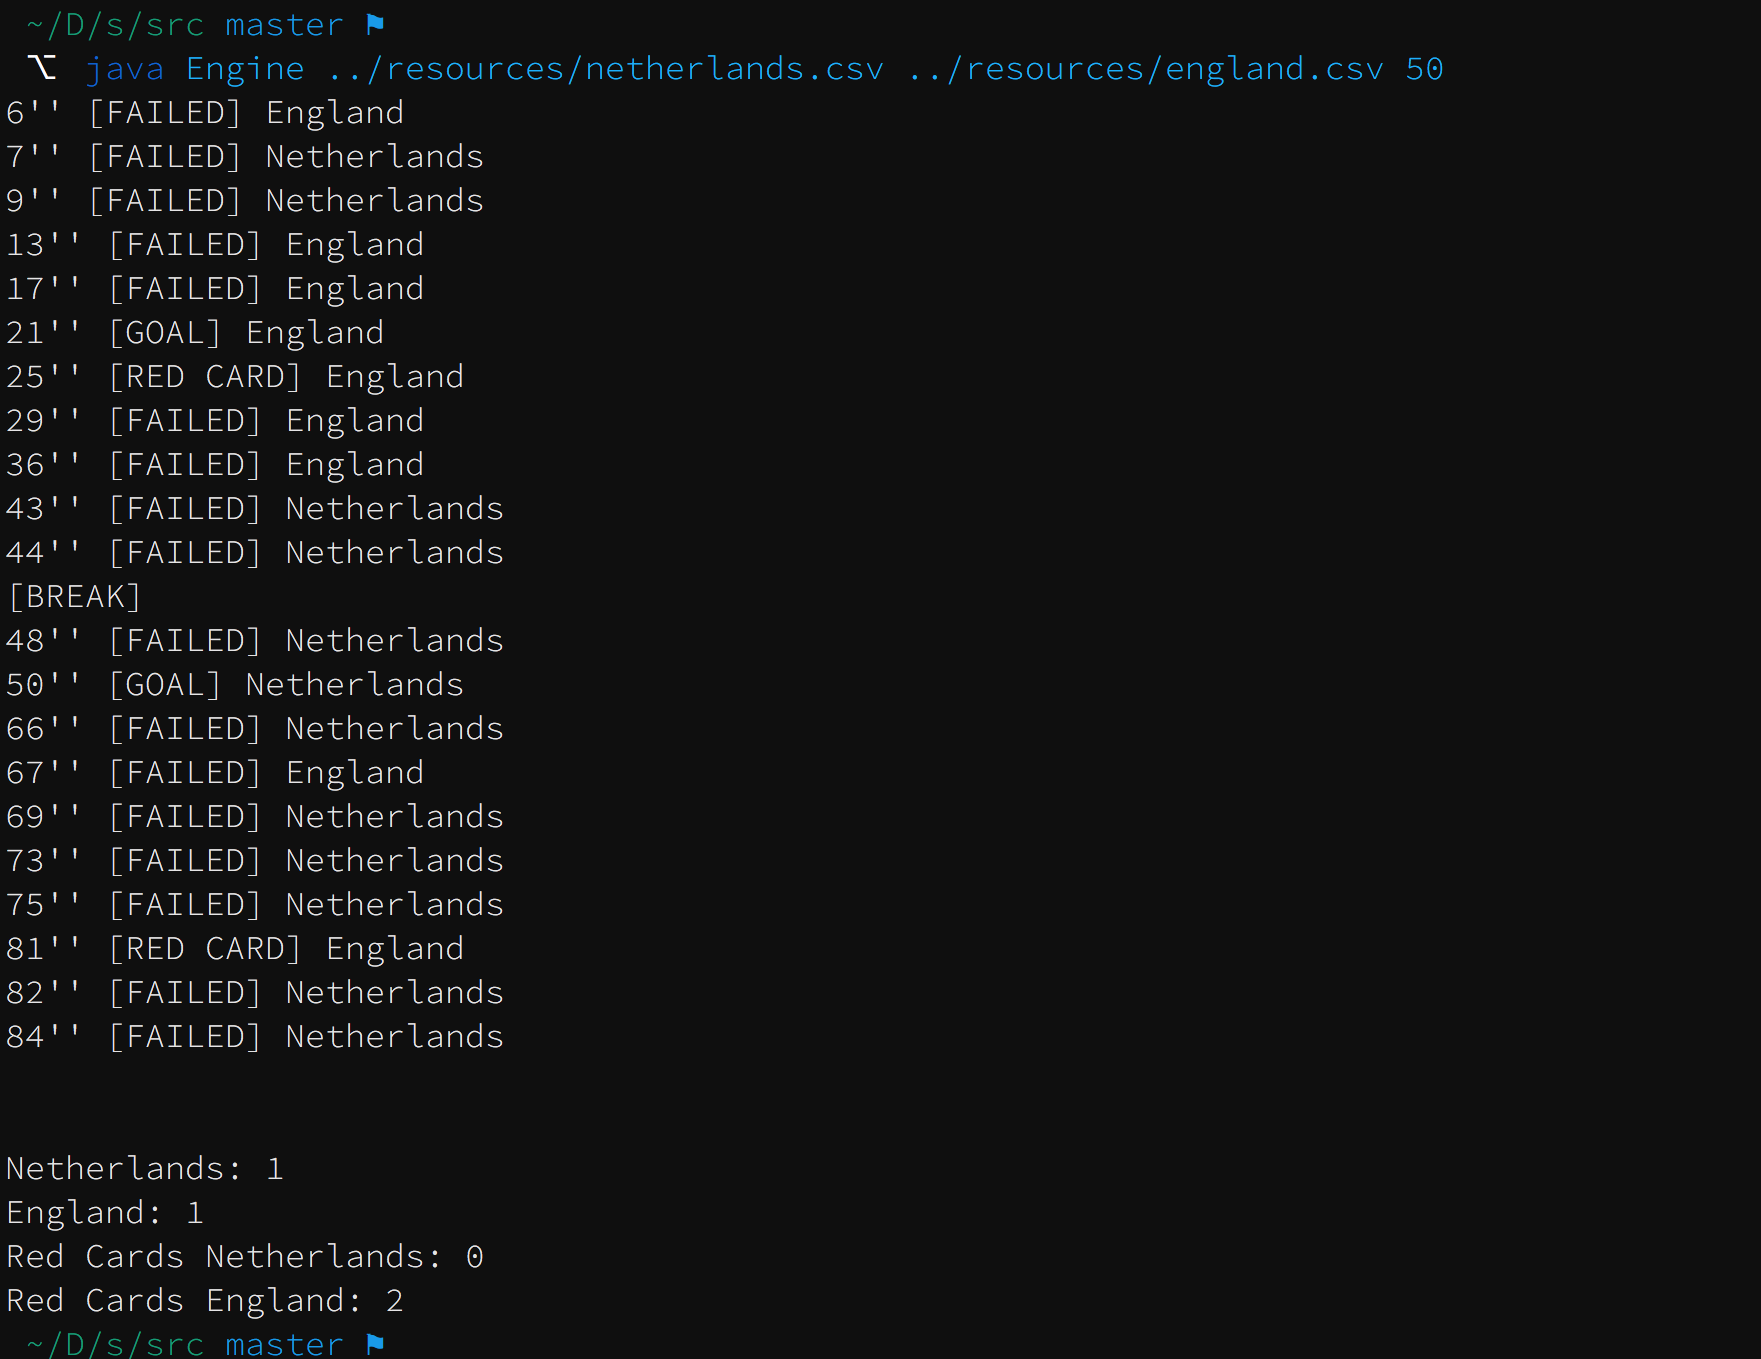 ~/D/s/src master ⚑
⌥ java Engine ../resources/netherlands.csv ../resources/england.csv 50
6'' [FAILED] England
7'' [FAILED] Netherlands
9'' [FAILED] Netherlands
13'' [FAILED] England
17'' [FAILED] England
21'' [GOAL] England
25'' [RED CARD] England
29'' [FAILED] England
36'' [FAILED] England
43'' [FAILED] Netherlands
44'' [FAILED] Netherlands
[BREAK]
48'' [FAILED] Netherlands
50'' [GOAL] Netherlands
66'' [FAILED] Netherlands
67'' [FAILED] England
69'' [FAILED] Netherlands
73'' [FAILED] Netherlands
75'' [FAILED] Netherlands
81'' [RED CARD] England
82'' [FAILED] Netherlands
84'' [FAILED] Netherlands
Netherlands: 1
England: 1
Red Cards Netherlands: 0
Red Cards England: 2
~/D/s/src master ⚑